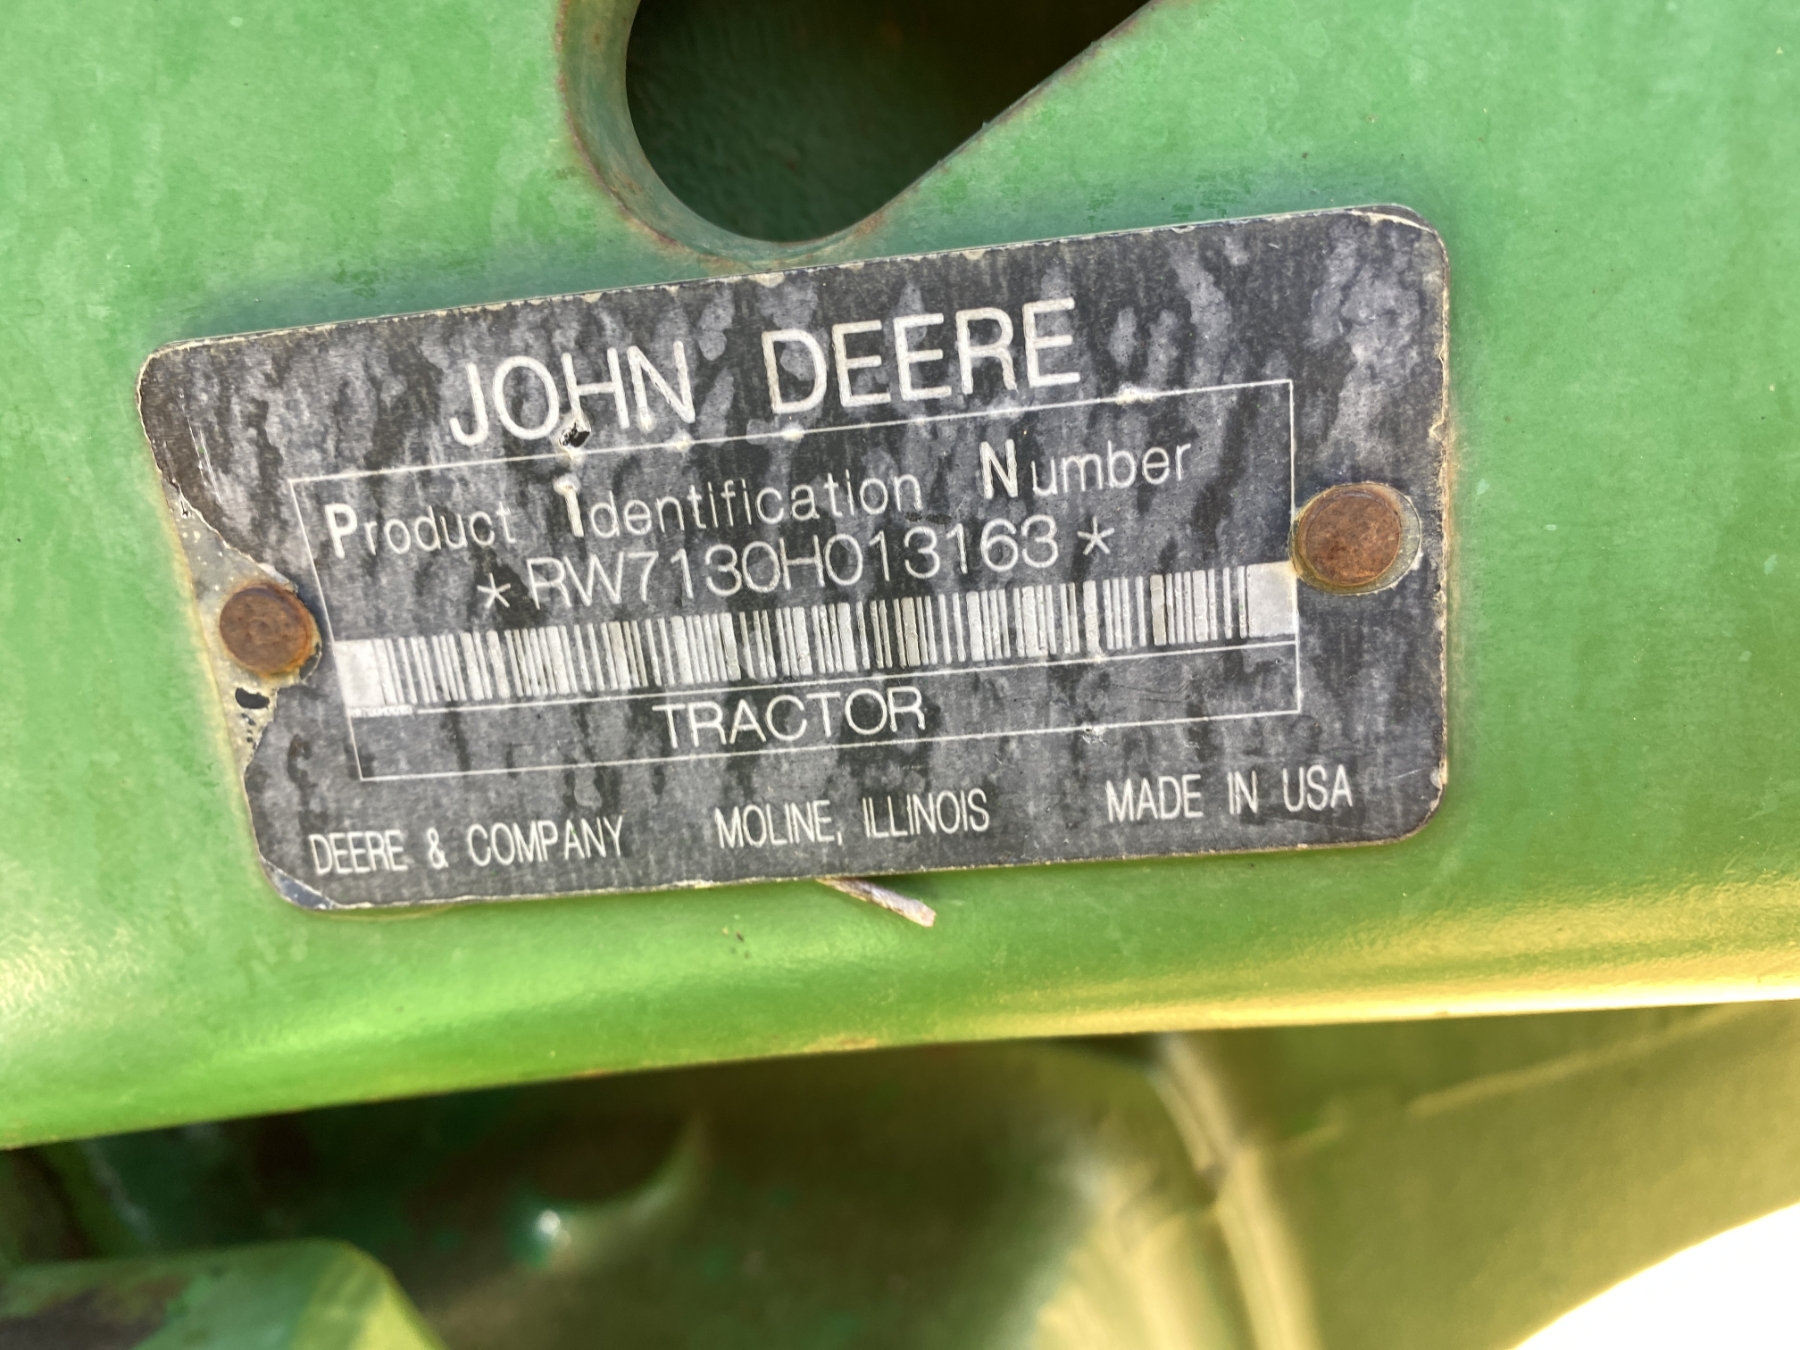 JOHN DEERE
Product Identification Number
*RW7130H013163*
TRACTOR
DEERE & COMPANY MOLINE, ILLINOIS MADE IN USA